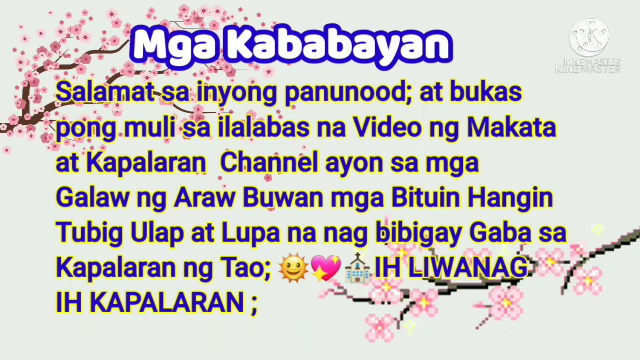 Mga Kababayan
Salamat sa inyong panunood; at bukas
pong muli sa ilalabas na Video ng Makata
at Kapalaran Channel ayon sa mga
Galaw ng Araw Buwan mga Bituin Hangin
Tubig Ulap at Lupa na nag bibigay Gaba sa
Kapalaran ng Tao; 🌞💖⛪IH LIWANAG.
IH KAPALARAN ;
KINEMASTER
KINEMASTER